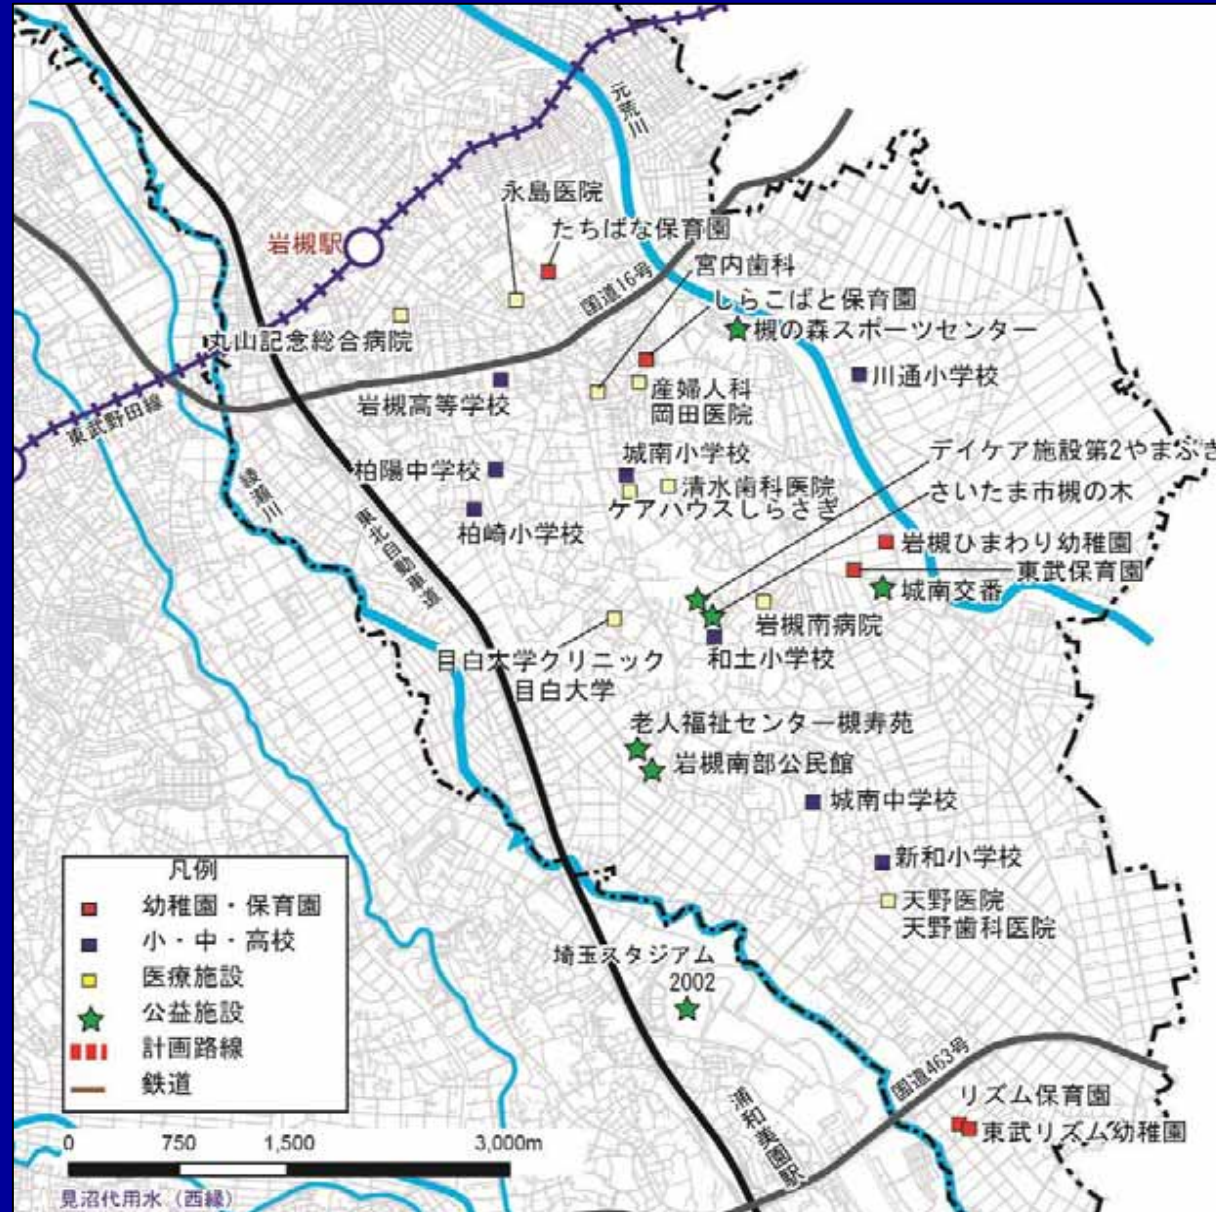 元荒川
永島医院
たちばな保育園
岩槻駅
宮内歯科
国道16号
しらこばと保育園
槻の森スポーツセンター
丸山記念総合病院
川通小学校
産婦人科
岡田医院
岩槻高等学校
東武野田線
デイケア施設第2やまぶき
城南小学校
柏陽中学校
清水歯科医院
さいたま市槻の木
綾瀬川
ケアハウスしらさぎ
柏崎小学校
東北自動車道
岩槻ひまわり幼稚園
東武保育園
城南交番
岩槻南病院
目白大学クリニック
目白大学
和土小学校
老人福祉センター槻寿苑
岩槻南部公民館
城南中学校
新和小学校
天野医院
天野歯科医院
埼玉スタジアム
2002
国道463号
リズム保育園
東武リズム幼稚園
浦和美園駅
凡例
幼稚園・保育園
小・中・高校
医療施設
公益施設
計画路線
鉄道
0 750 1,500 3,000m
見沼代用水（西縁）